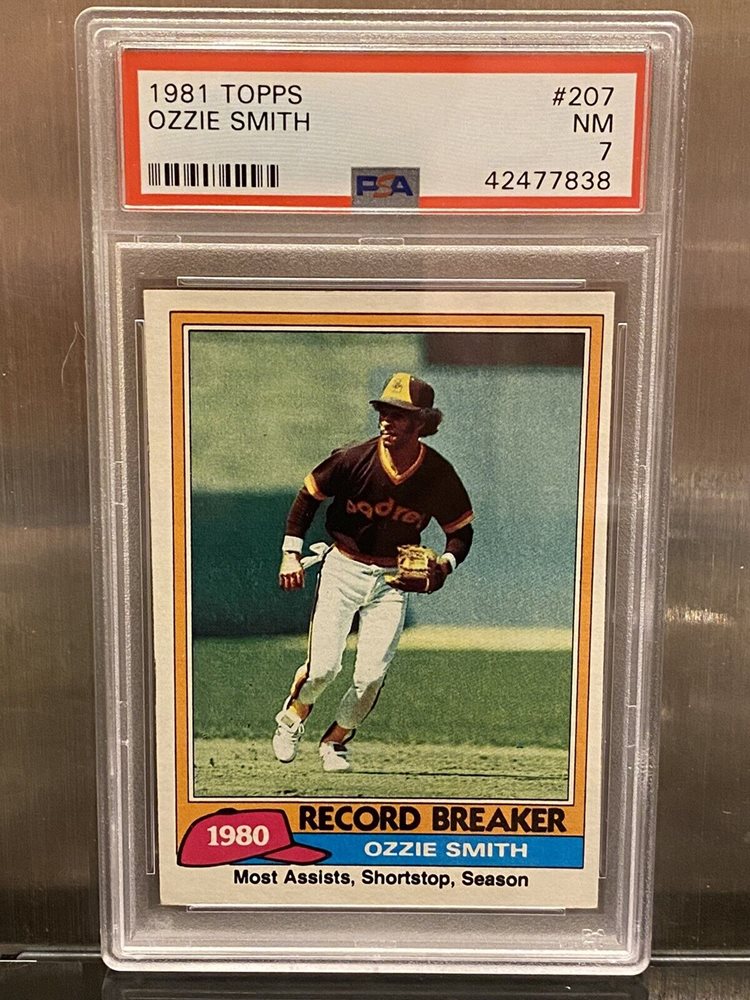 1981 TOPPS #207
OZZIE SMITH NM
7
PSA 42477838
Padres
1980 RECORD BREAKER
OZZIE SMITH
Most Assists, Shortstop, Season